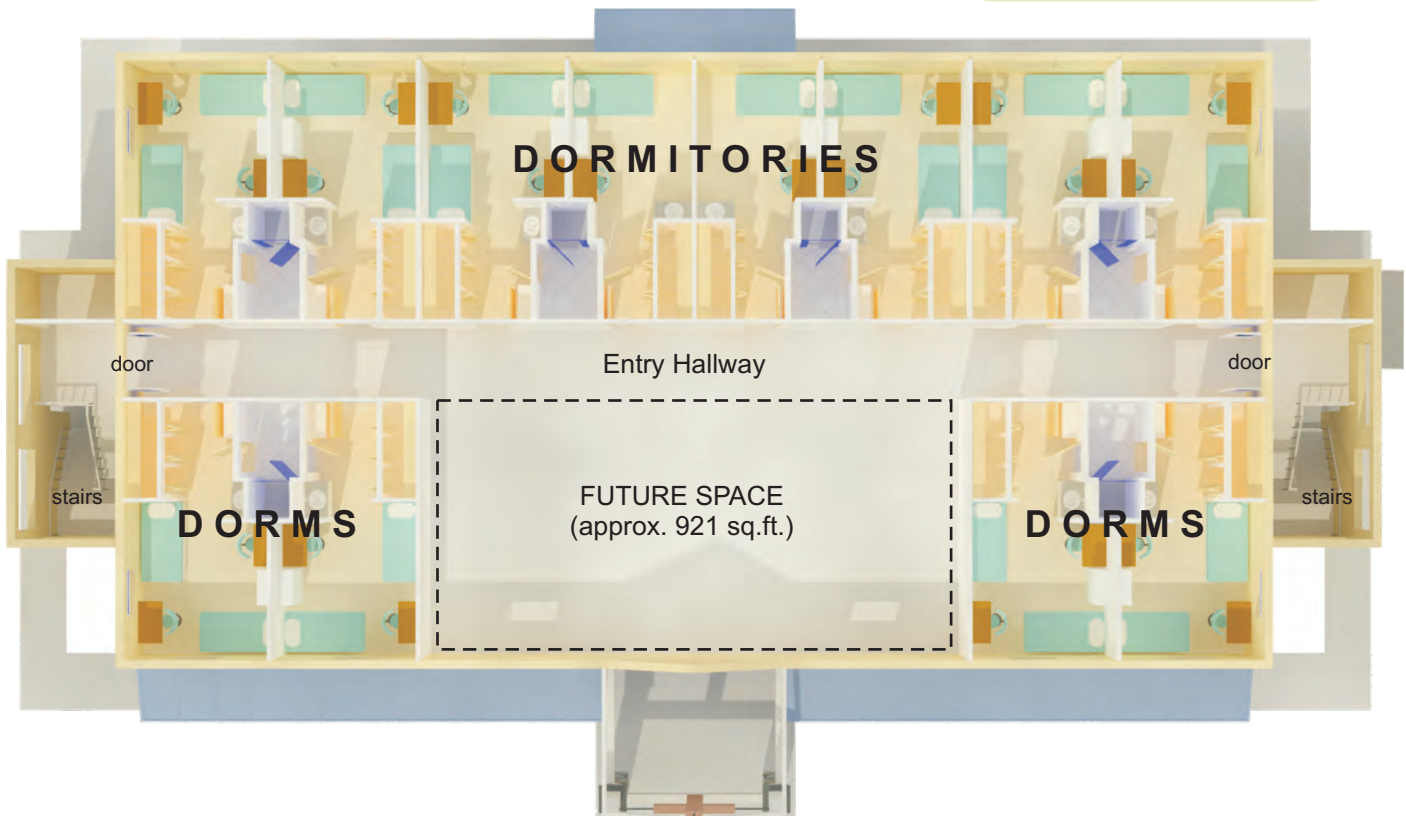 DORMITORIES
door
Entry Hallway
door
FUTURE SPACE
(approx. 921 sq.ft.)
stairs
stairs
DORMS
DORMS